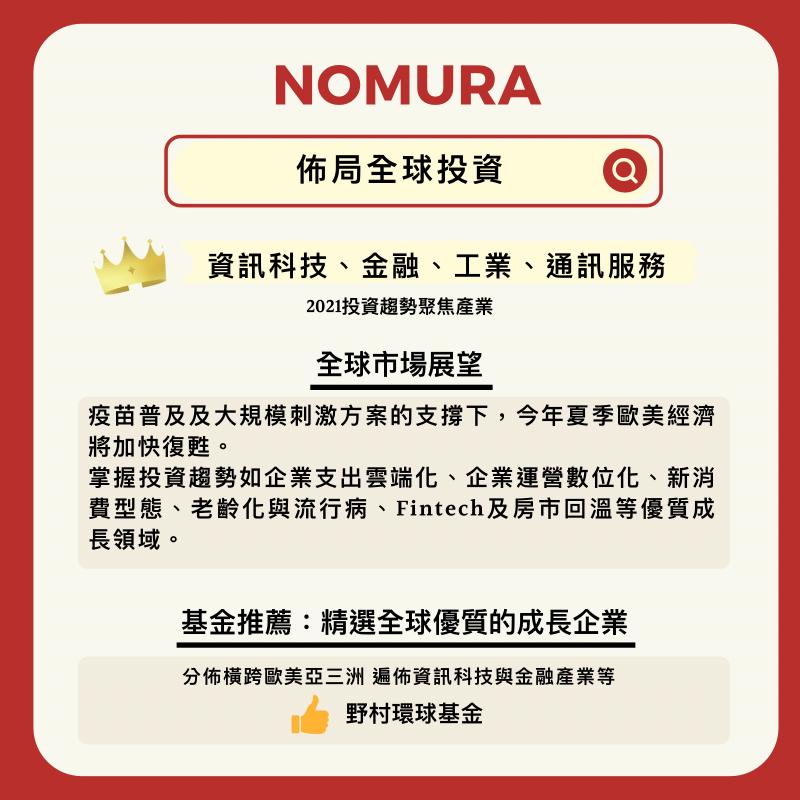 NOMURA
佈局全球投資
資訊科技、金融、工業、通訊服務
2021投資趨勢聚焦產業
全球市場展望
疫苗普及及大規模刺激方案的支撐下，今年夏季歐美經濟
將加快復甦。
掌握投資趨勢如企業支出雲端化、企業運營數位化、新消
費型態、老齡化與流行病、Fintech及房市回溫等優質成
長領域。
基金推薦：精選全球優質的成長企業
分佈橫跨歐美亞三洲 遍佈資訊科技與金融產業等
野村環球基金